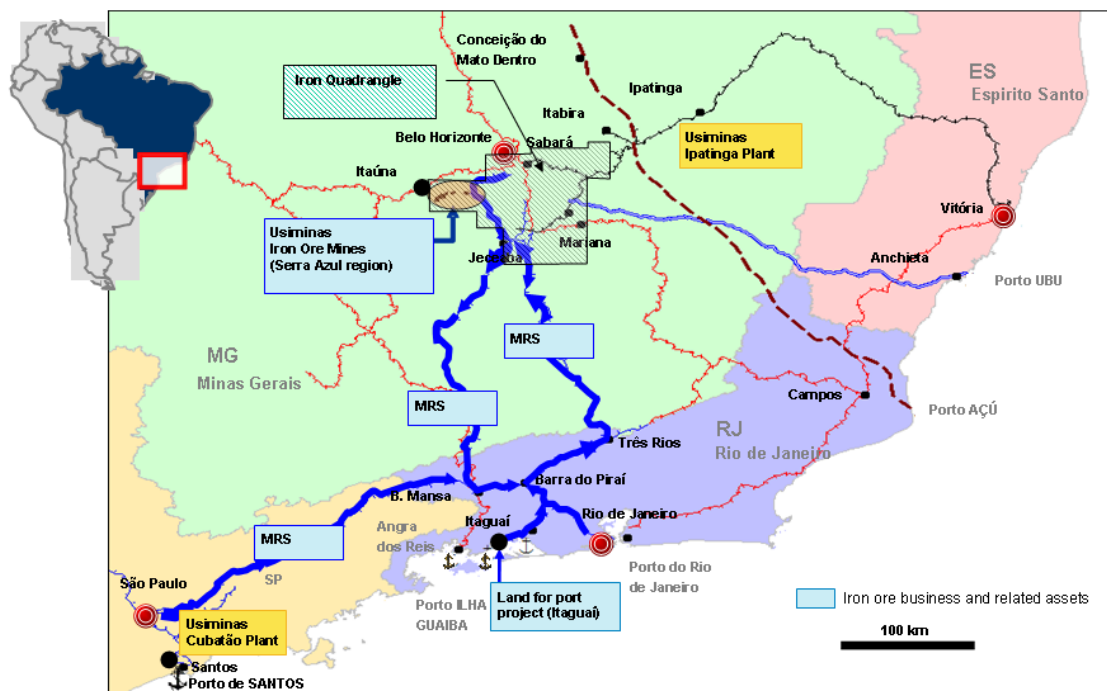 Conceição do
Mato Dentro
ES
Espirito Santo
Iron Quadrangle
Ipatinga
Itabira
Belo Horizonte
Sabará
Usiminas
Ipatinga Plant
Itaúna
Vitória
Usiminas
Iron Ore Mines
(Serra Azul region)
Mariana
Jeceaba
Anchieta
Porto UBU
MRS
MG
Minas Gerais
MRS
Campos
Porto AÇÚ
RJ
Rio de Janeiro
Três Rios
Barra do Piraí
B. Mansa
Itaguaí
Rio de Janeiro
Angra
dos Reis
MRS
SP
São Paulo
Porto do Rio
de Janeiro
Land for port
project (Itaguaí)
Porto ILHA
GUAIBA
Iron ore business and related assets
Usiminas
Cubatão Plant
100 km
Santos
Porto de SANTOS